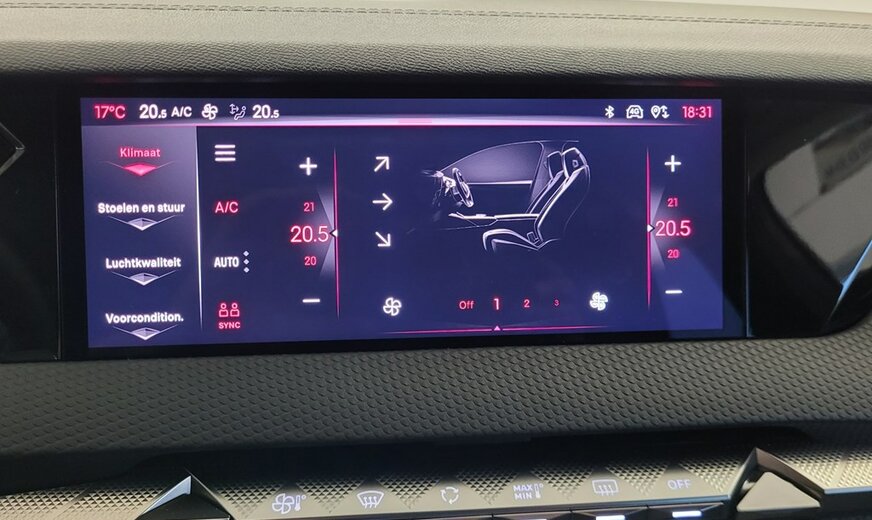 17°C 20.5 A/C 20.5 4G 18:31
Klimaat
Stoelen en stuur
Luchtkwaliteit
Voorcondition.
A/C
AUTO
SYNC
+
21
20.5
20
−
Off 1 2 3
+
21
20.5
20
−
MAX
MIN
OFF